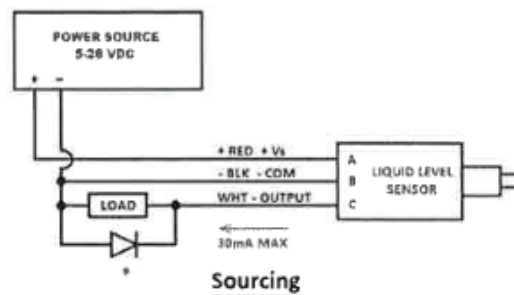 POWER SOURCE
5-28 VDC
+ -
+ RED + Vs
- BLK - COM
WHT - OUTPUT
A
B
C
LIQUID LEVEL
SENSOR
LOAD
30mA MAX
*
Sourcing